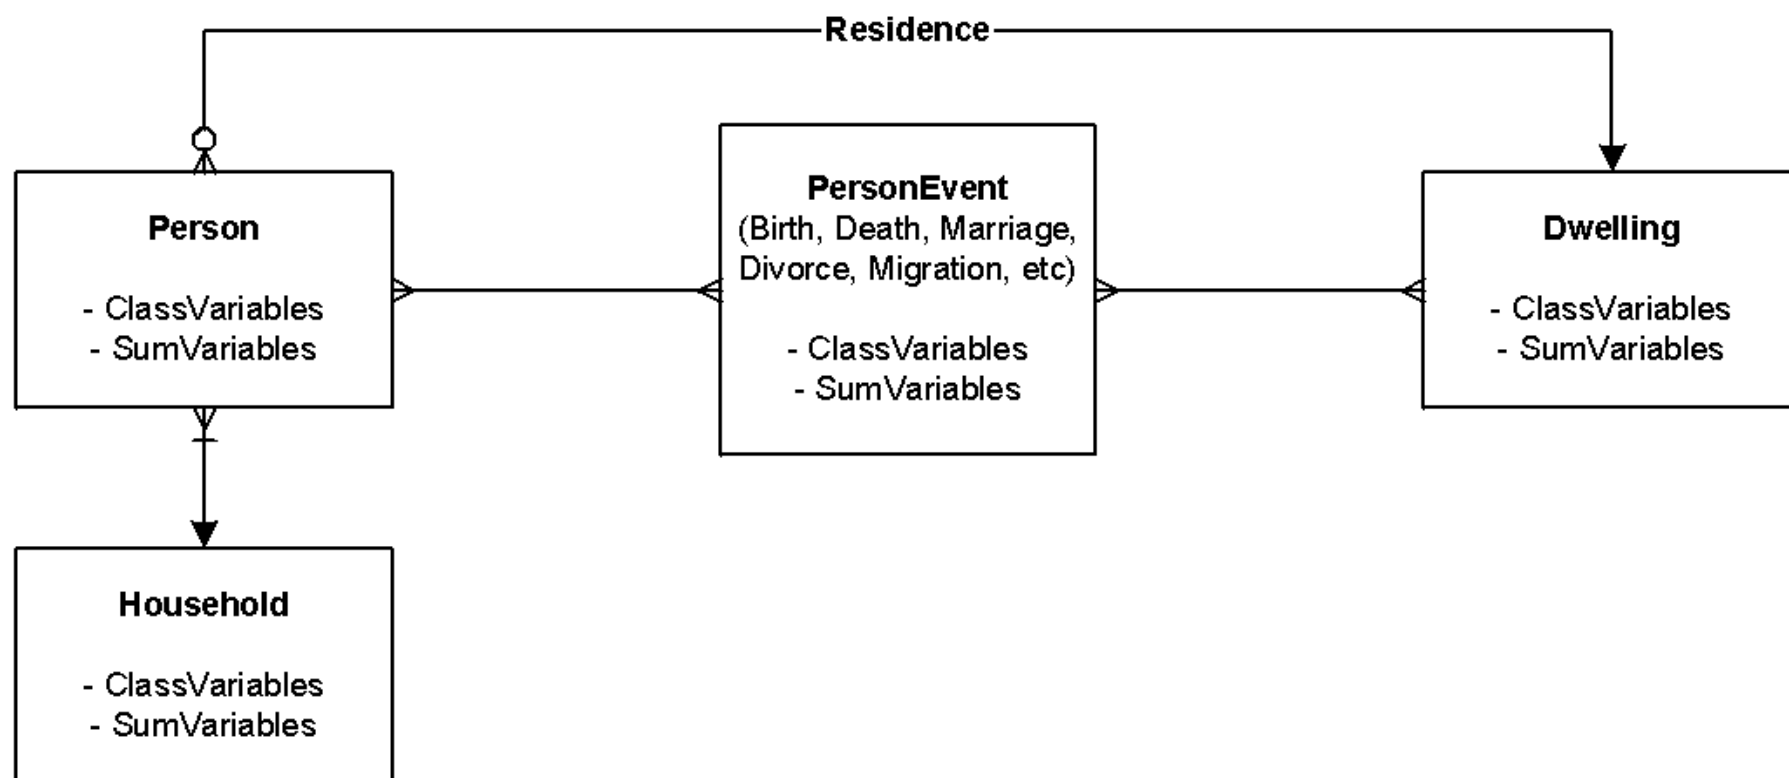 Residence
Person
- ClassVariables
- SumVariables
PersonEvent
(Birth, Death, Marriage,
Divorce, Migration, etc)
- ClassVariables
- SumVariables
Dwelling
- ClassVariables
- SumVariables
Household
- ClassVariables
- SumVariables